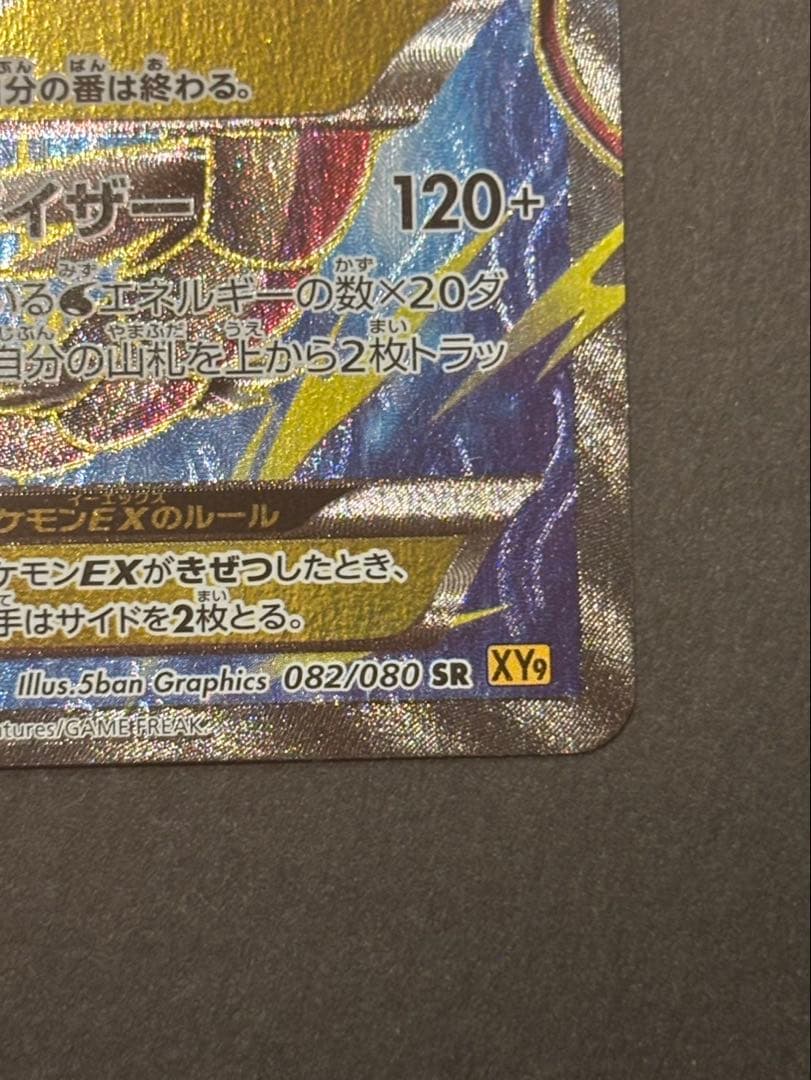 分の番は終わる。
イザー 120+
いるエネルギーの数×20ダ
自分の山札を上から2枚トラッ
ケモンEXのルール
ケモンEXがきぜつしたとき、
手はサイドを2枚とる。
Illus.5ban Graphics 082/080 SR XY9
atures/GAME FREAK.